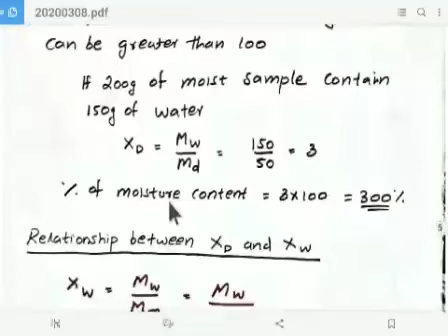 20200308.pdf
can be greater than 100
If 200g of moist sample contain
150g of water
X_D = M_w/M_d = 150/50 = 3
% of moisture content = 3×100 = 300%
Relationship between X_D and X_W
X_W = M_w/M_m = M_w